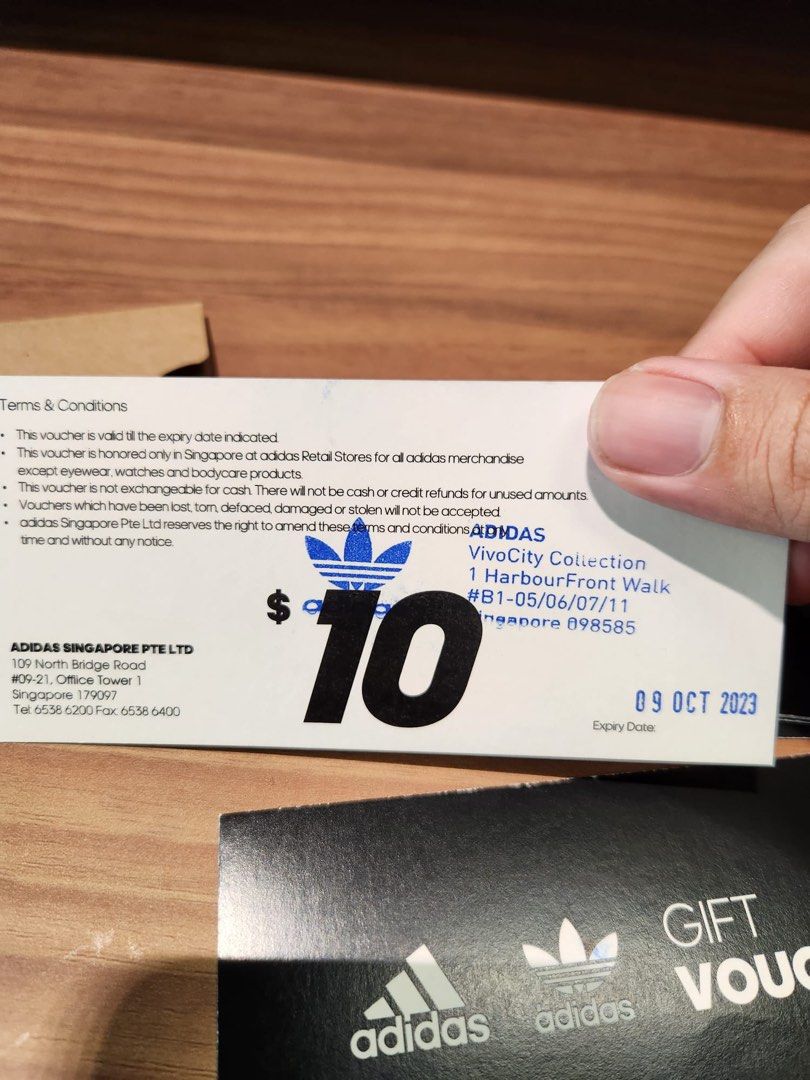 Terms & Conditions
• This voucher is valid till the expiry date indicated.
• This voucher is honored only in Singapore at adidas Retail Stores for all adidas merchandise
except eyewear, watches and bodycare products.
• This voucher is not exchangeable for cash. There will not be cash or credit refunds for unused amounts.
• Vouchers which have been lost, torn, defaced, damaged or stolen will not be accepted.
• adidas Singapore Pte Ltd reserves the right to amend these terms and conditions at any
time and without any notice.
ADIDAS
VivoCity Collection
1 HarbourFront Walk
#B1-05/06/07/11
Singapore 098585
adidas
$10
ADIDAS SINGAPORE PTE LTD
109 North Bridge Road
#09-21, Offiice Tower 1
Singapore 179097
Tel: 6538 6200 Fax: 6538 6400
09 OCT 2023
Expiry Date:
GIFT
VOUC
adidas
adidas